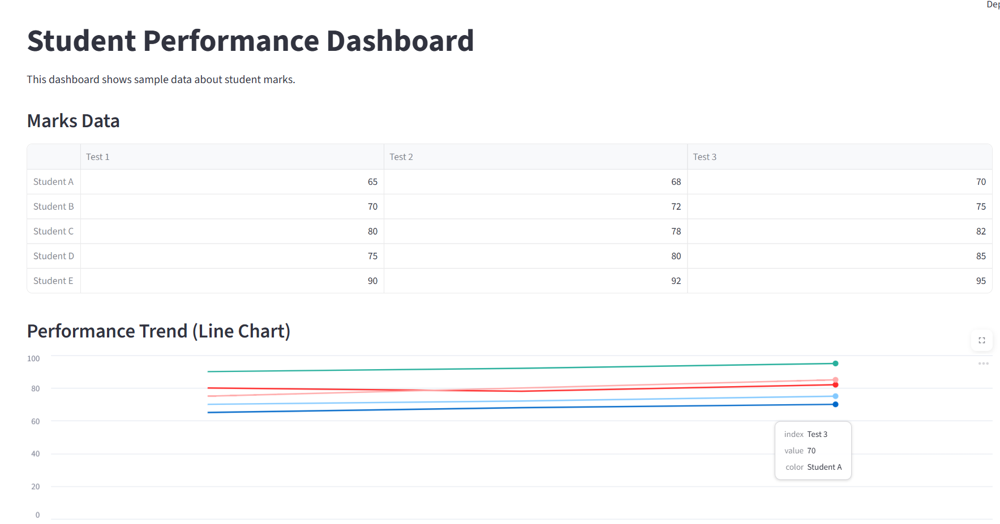 Student Performance Dashboard
This dashboard shows sample data about student marks.
Marks Data
Test 1 Test 2 Test 3
Student A 65 68 70
Student B 70 72 75
Student C 80 78 82
Student D 75 80 85
Student E 90 92 95
Performance Trend (Line Chart)
100
80
60
40
20
0
index Test 3
value 70
color Student A